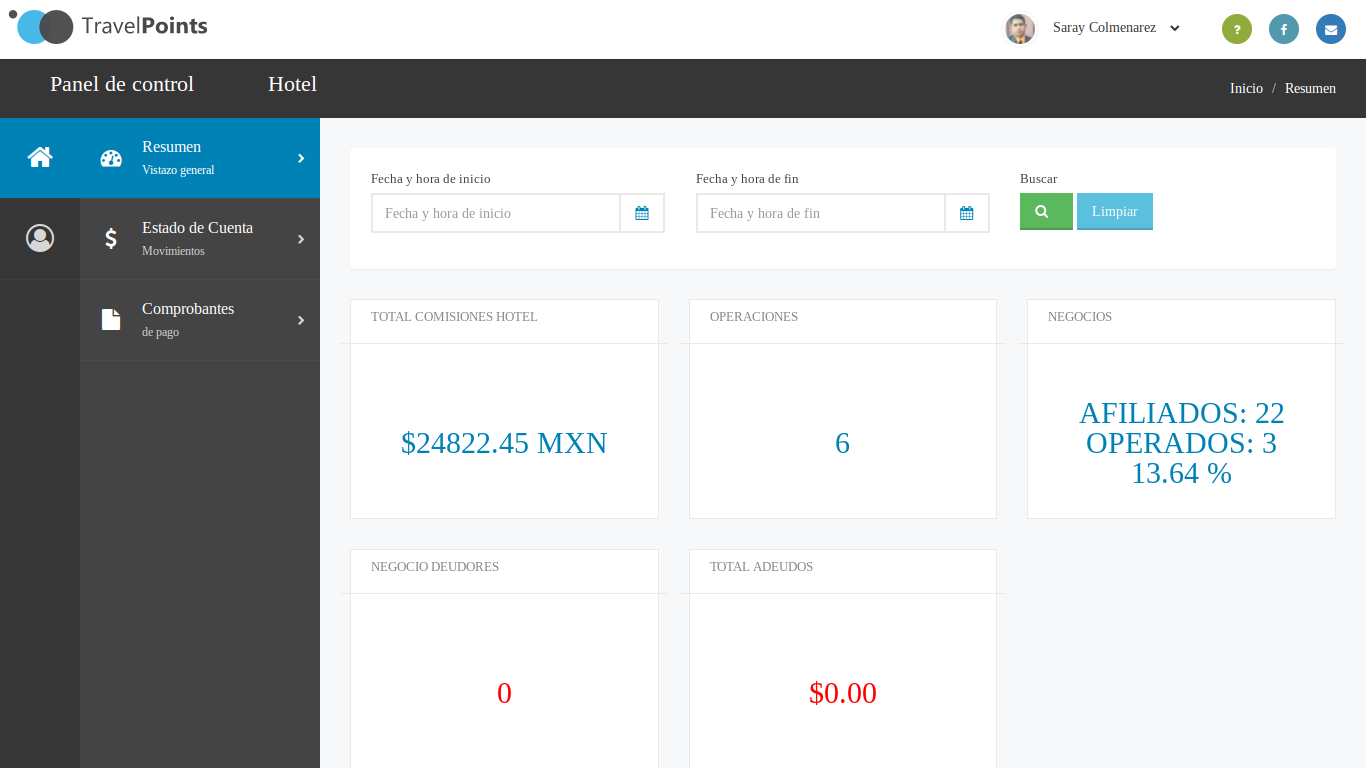 TravelPoints
Saray Colmenarez
?
Panel de control
Hotel
Inicio / Resumen
Resumen
Vistazo general
Estado de Cuenta
Movimientos
Comprobantes
de pago
Fecha y hora de inicio
Fecha y hora de inicio
Fecha y hora de fin
Fecha y hora de fin
Buscar
Limpiar
TOTAL COMISIONES HOTEL
$24822.45 MXN
OPERACIONES
6
NEGOCIOS
AFILIADOS: 22
OPERADOS: 3
13.64 %
NEGOCIO DEUDORES
0
TOTAL ADEUDOS
$0.00